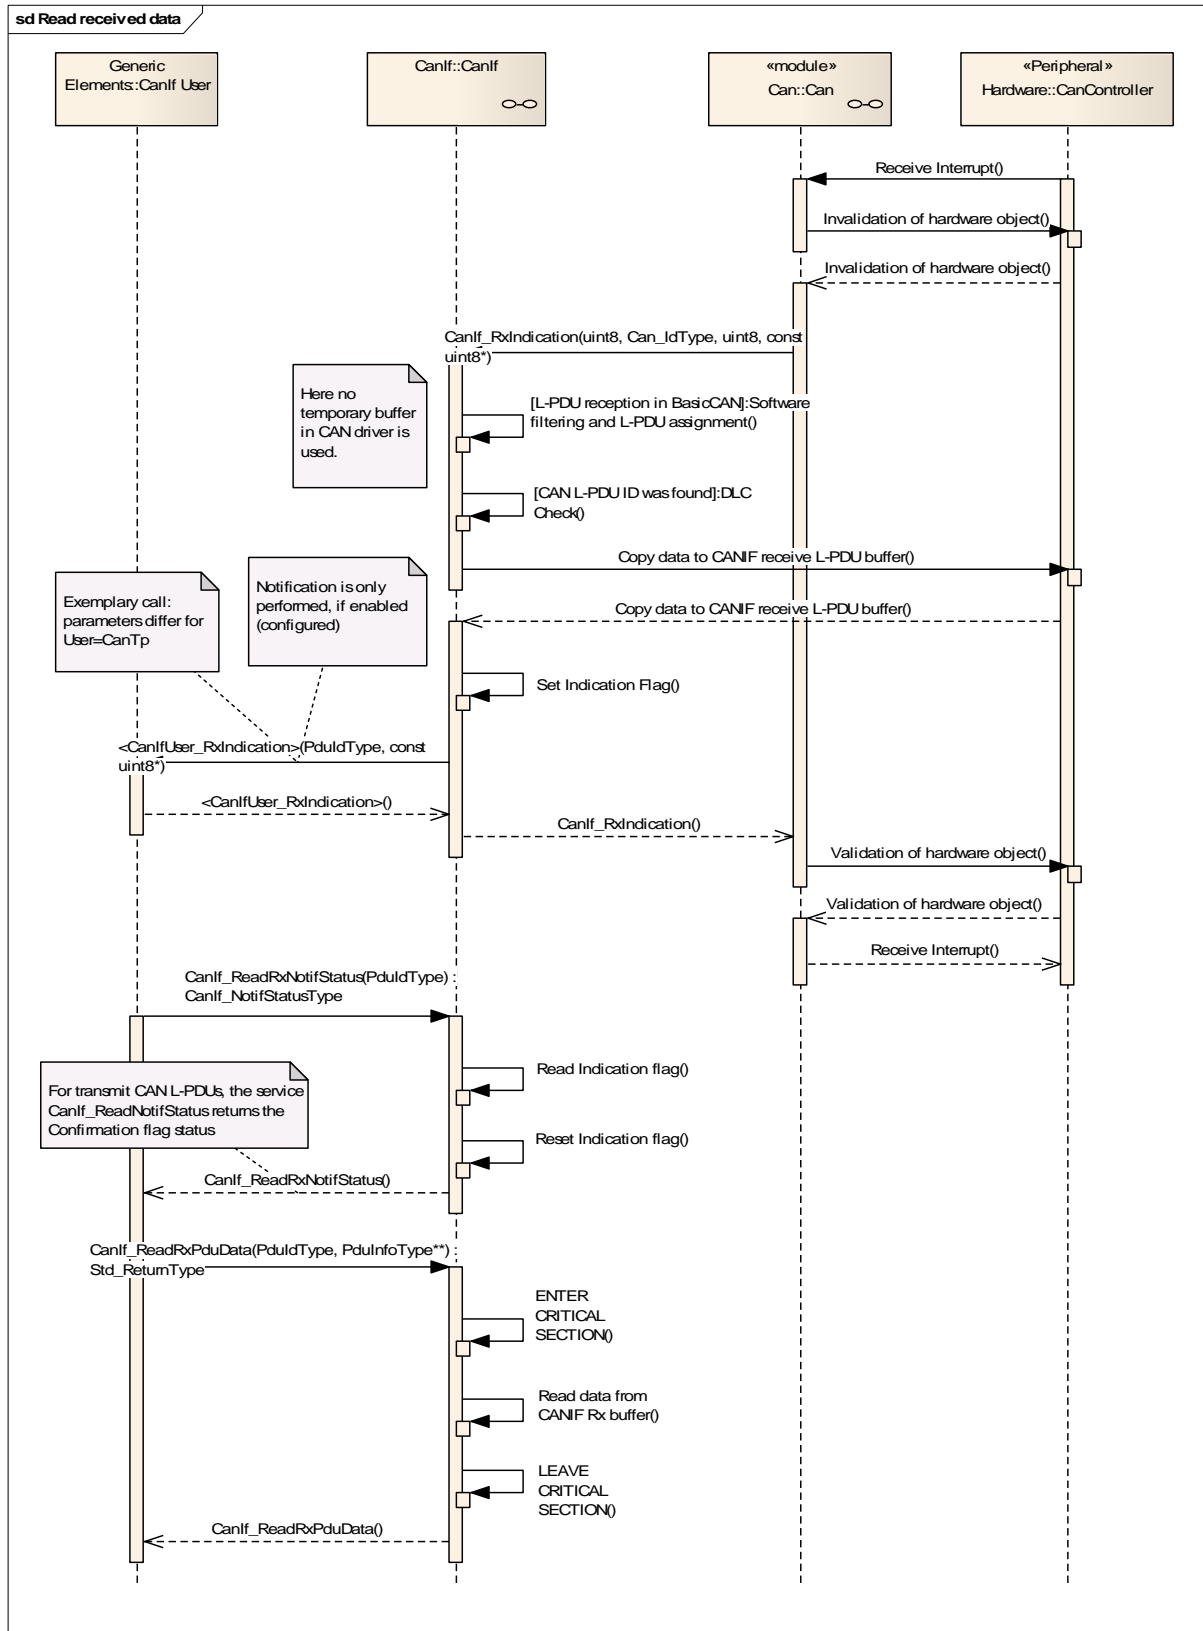 sd Read received data
Generic
Elements::CanIf User
CanIf::CanIf
«module»
Can::Can
«Peripheral»
Hardware::CanController
Receive Interrupt()
Invalidation of hardware object()
Invalidation of hardware object()
CanIf_RxIndication(uint8, Can_IdType, uint8, const
uint8*)
Here no
temporary buffer
in CAN driver is
used.
[L-PDU reception in BasicCAN]:Software
filtering and L-PDU assignment()
[CAN L-PDU ID was found]:DLC
Check()
Copy data to CANIF receive L-PDU buffer()
Exemplary call:
parameters differ for
User=CanTp
Notification is only
performed, if enabled
(configured)
Copy data to CANIF receive L-PDU buffer()
Set Indication Flag()
<CanIfUser_RxIndication>(PduIdType, const
uint8*)
<CanIfUser_RxIndication>()
CanIf_RxIndication()
Validation of hardware object()
Validation of hardware object()
Receive Interrupt()
CanIf_ReadRxNotifStatus(PduIdType) :
CanIf_NotifStatusType
Read Indication flag()
For transmit CAN L-PDUs, the service
CanIf_ReadNotifStatus returns the
Confirmation flag status
Reset Indication flag()
CanIf_ReadRxNotifStatus()
CanIf_ReadRxPduData(PduIdType, PduInfoType**) :
Std_ReturnType
ENTER
CRITICAL
SECTION()
Read data from
CANIF Rx buffer()
LEAVE
CRITICAL
SECTION()
CanIf_ReadRxPduData()